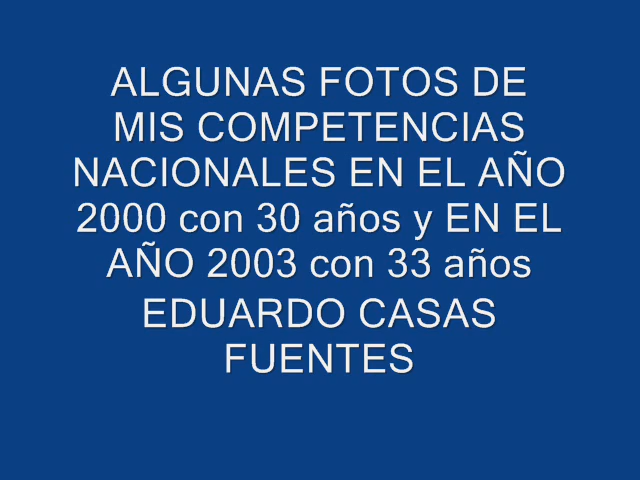 ALGUNAS FOTOS DE
MIS COMPETENCIAS
NACIONALES EN EL AÑO
2000 con 30 años y EN EL
AÑO 2003 con 33 años
EDUARDO CASAS
FUENTES